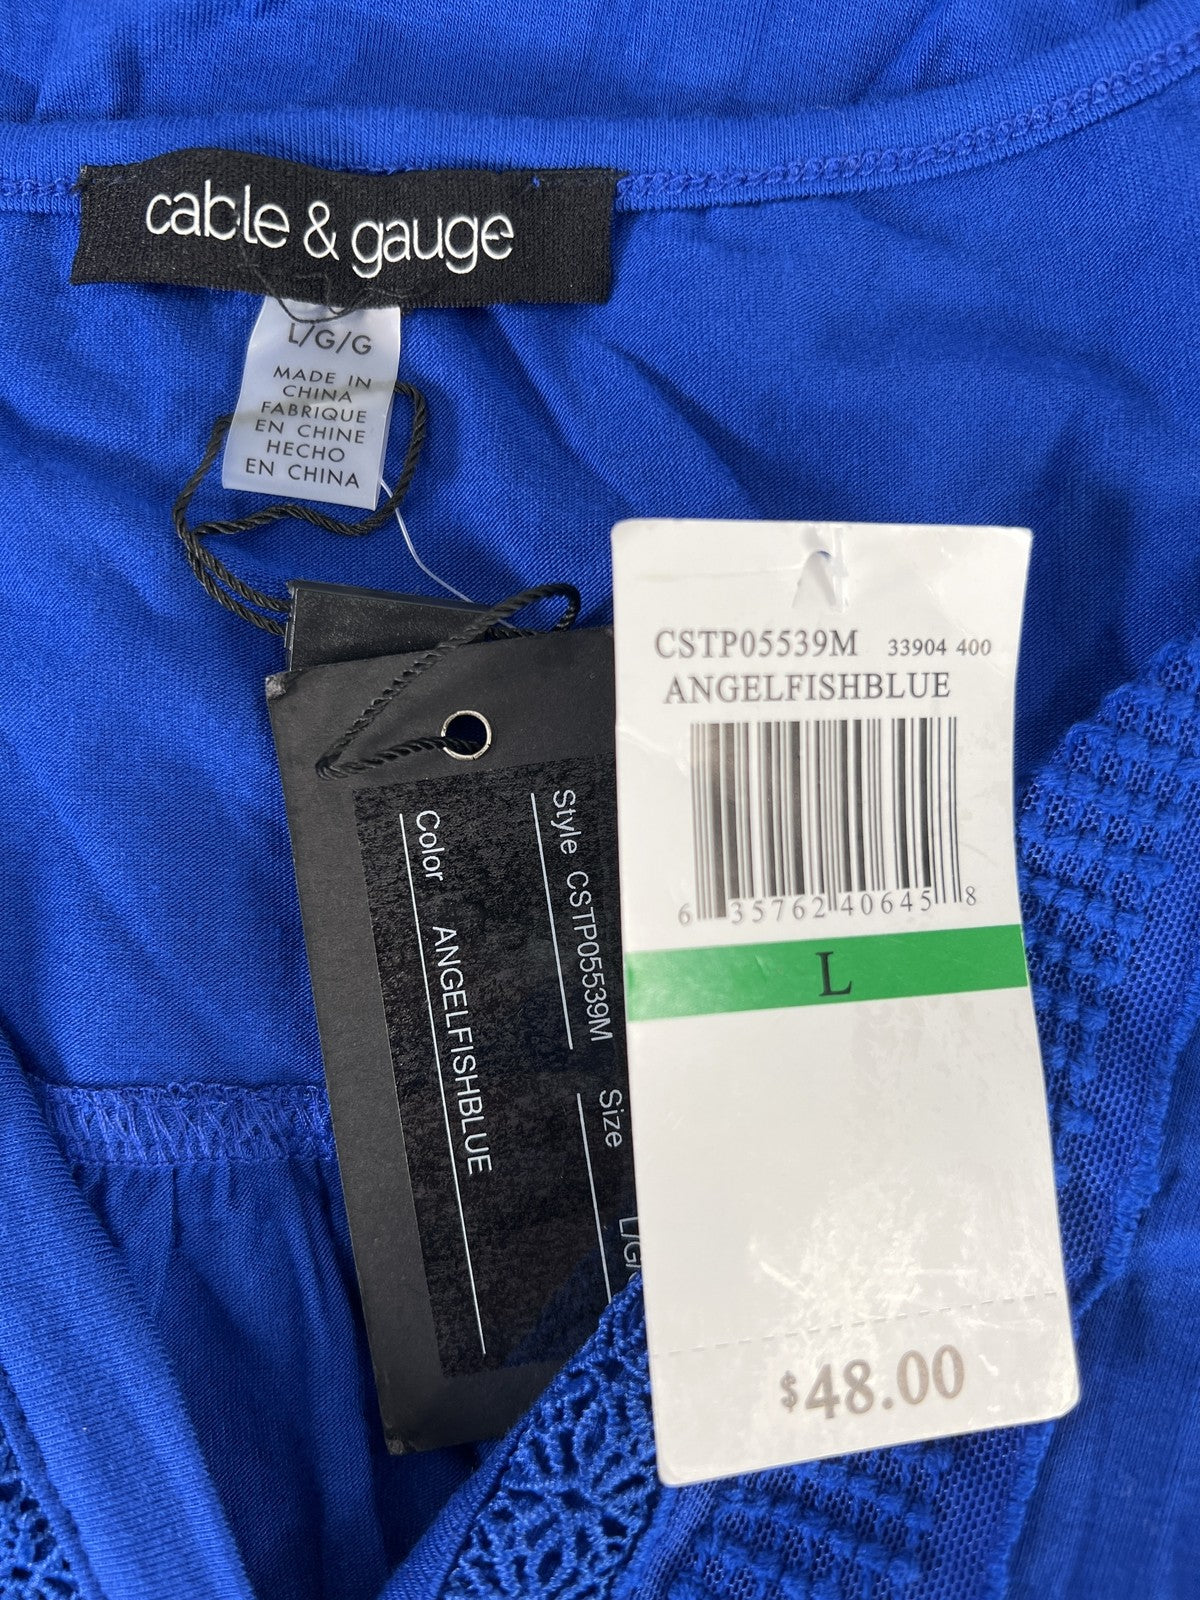 cable & gauge
L/G/G
MADE IN
CHINA
FABRIQUE
EN CHINE
HECHO
EN CHINA
Style CSTP05539M
Size L/G/
Color ANGELFISHBLUE
CSTP05539M 33904 400
ANGELFISHBLUE
6 35762 40645 8
L
$48.00